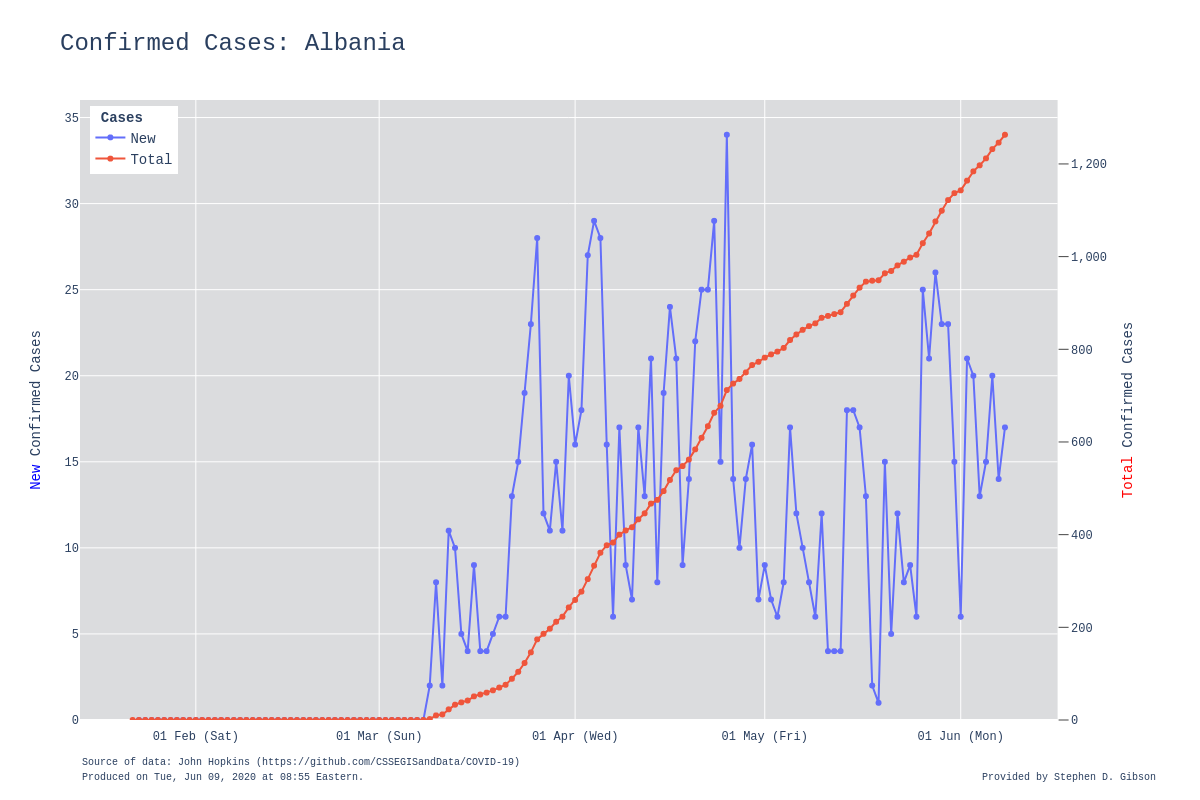 Confirmed Cases: Albania
Cases
New
Total
35
30
25
20
15
10
5
0
1,200
1,000
800
600
400
200
0
New Confirmed Cases
Total Confirmed Cases
01 Feb (Sat)
01 Mar (Sun)
01 Apr (Wed)
01 May (Fri)
01 Jun (Mon)
Source of data: John Hopkins (https://github.com/CSSEGISandData/COVID-19)
Produced on Tue, Jun 09, 2020 at 08:55 Eastern.
Provided by Stephen D. Gibson